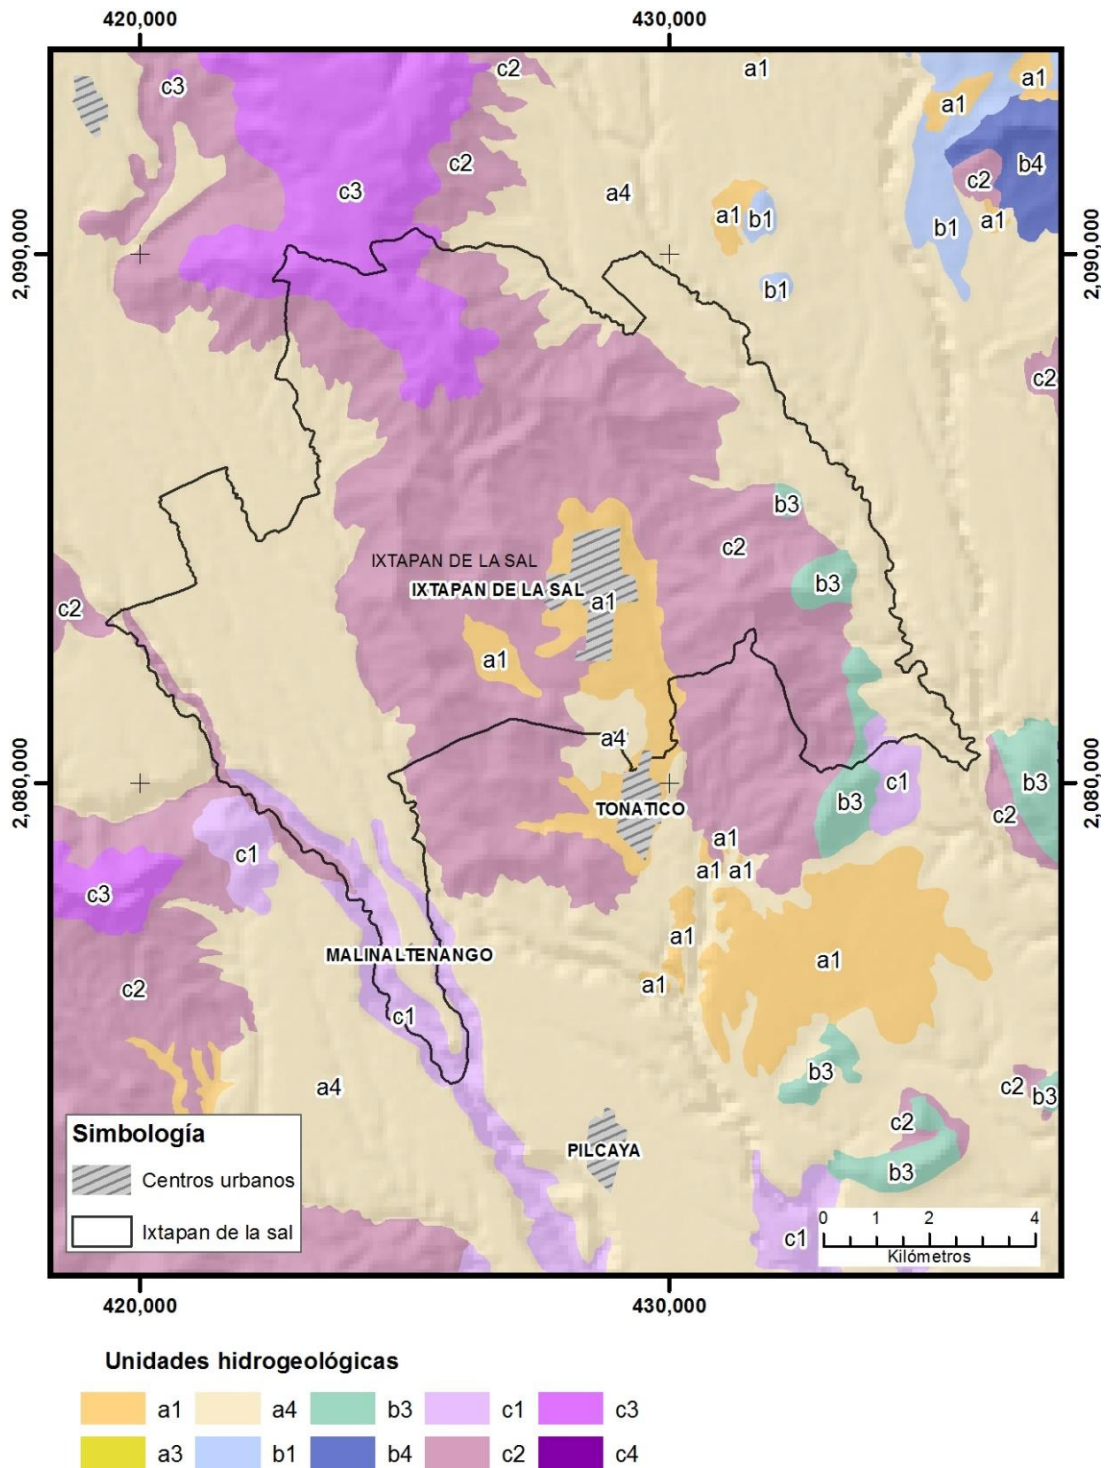 420,000 430,000
c3
c2
a1
a1
a1
c2
b4
c3
a4
c2
a1
b1
a1
b1
2,090,000
2,090,000
b1
c2
b3
c2
IXTAPAN DE LA SAL
IXTAPAN DE LA SAL
b3
a1
c2
a1
a4
2,080,000
2,080,000
c1
b3
b3
TONATICO
c2
a1
c1
a1 a1
c3
a1
MALINALTENANGO
a1
c2
a1
c1
b3
a4
c2
b3
c2
Simbología
Centros urbanos
Ixtapan de la sal
PILCAYA
b3
c1
0 1 2 4
Kilómetros
420,000 430,000
Unidades hidrogeológicas
a1 a4 b3 c1 c3
a3 b1 b4 c2 c4